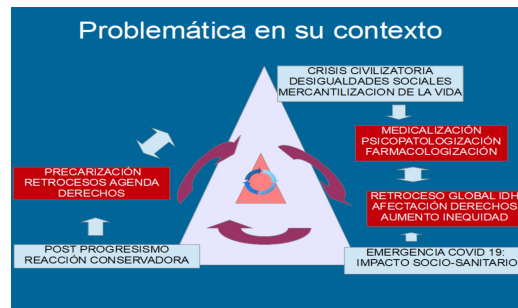 Problemática en su contexto
CRISIS CIVILIZATORIA
DESIGUALDADES SOCIALES
MERCANTILIZACION DE LA VIDA
MEDICALIZACIÓN
PSICOPATOLOGIZACIÓN
FARMACOLOGIZACIÓN
PRECARIZACIÓN
RETROCESOS AGENDA
DERECHOS
RETROCESO GLOBAL IDH
AFECTACIÓN DERECHOS
AUMENTO INEQUIDAD
POST PROGRESISMO
REACCIÓN CONSERVADORA
EMERGENCIA COVID 19:
IMPACTO SOCIO-SANITARIO